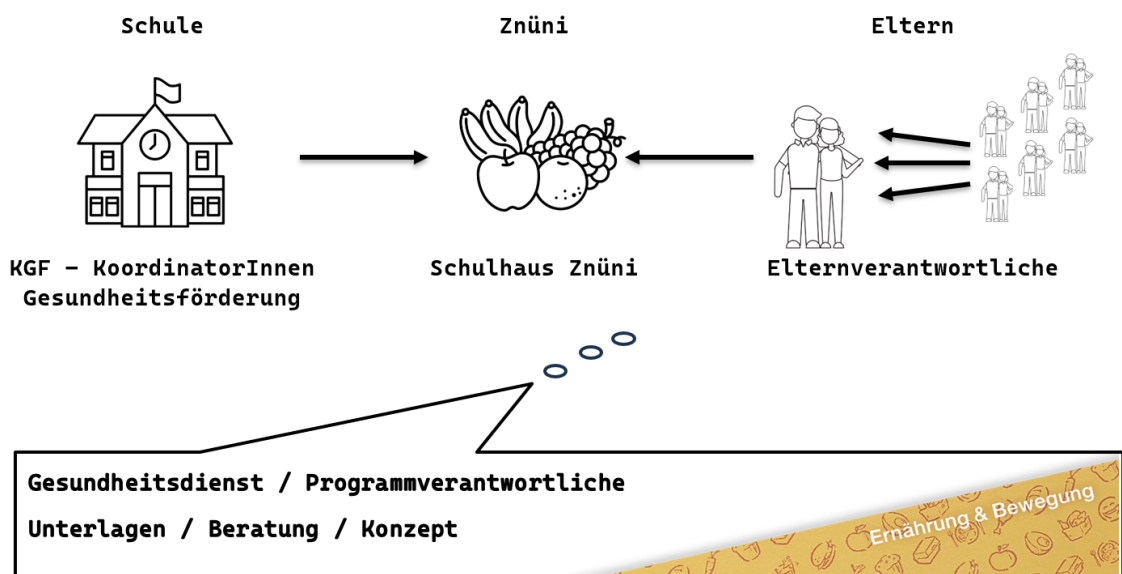 Schule
Znüni
Eltern
KGF – KoordinatorInnen
Gesundheitsförderung
Schulhaus Znüni
Elternverantwortliche
Gesundheitsdienst / Programmverantwortliche
Unterlagen / Beratung / Konzept
Ernährung & Bewegung